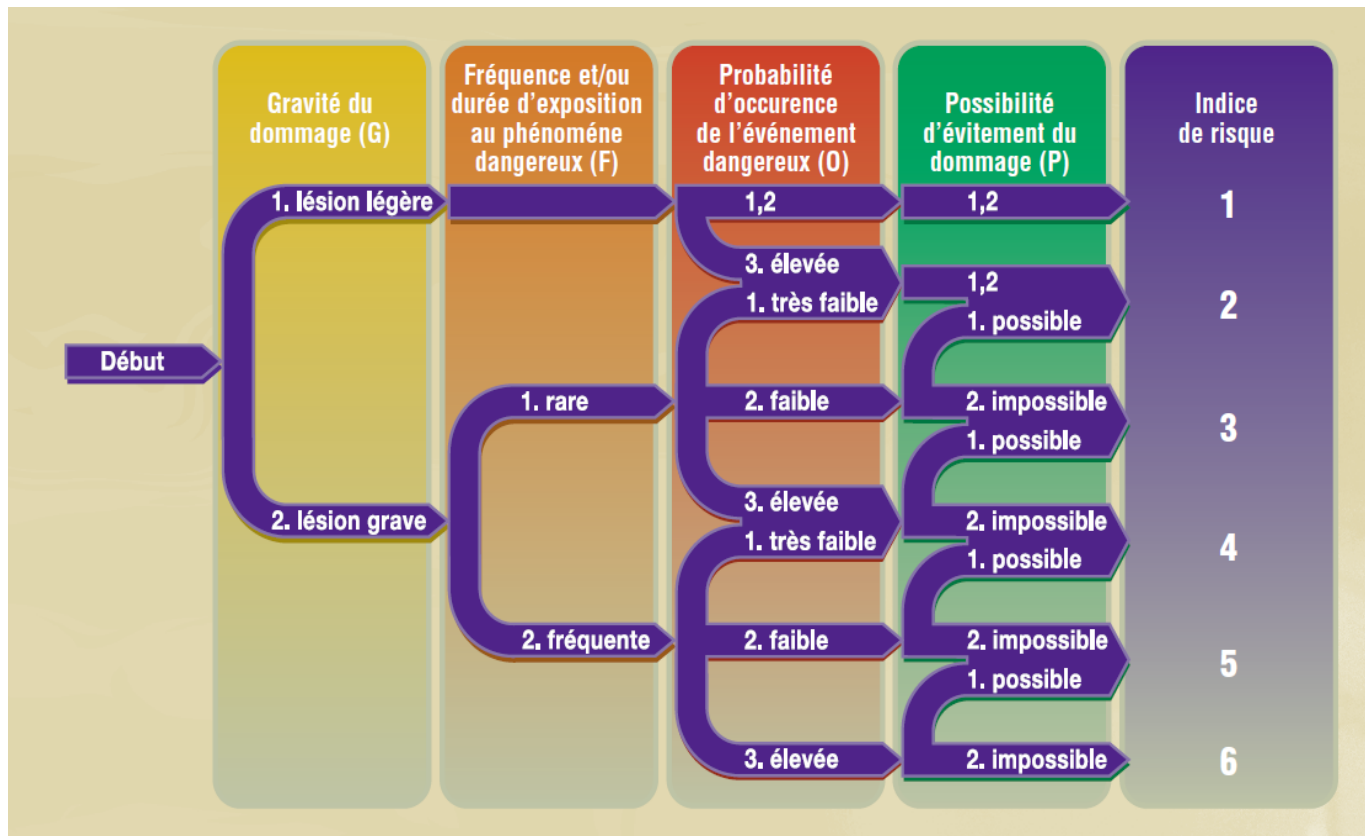 Gravité du
dommage (G)
Fréquence et/ou
durée d'exposition
au phénoméne
dangereux (F)
Probabilité
d'occurence
de l'événement
dangereux (O)
Possibilité
d'évitement du
dommage (P)
Indice
de risque
Début
1. lésion légère
2. lésion grave
1. rare
2. fréquente
1,2
3. élevée
1. très faible
2. faible
3. élevée
1. très faible
2. faible
3. élevée
1,2
1,2
1. possible
2. impossible
1. possible
2. impossible
1. possible
2. impossible
1. possible
2. impossible
1
2
3
4
5
6